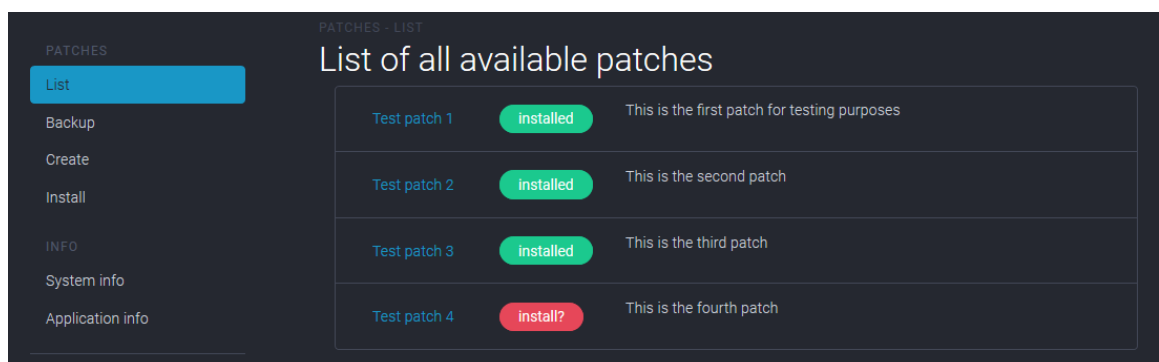 PATCHES
List
Backup
Create
Install
INFO
System info
Application info
PATCHES - LIST
List of all available patches
Test patch 1 installed This is the first patch for testing purposes
Test patch 2 installed This is the second patch
Test patch 3 installed This is the third patch
Test patch 4 install? This is the fourth patch